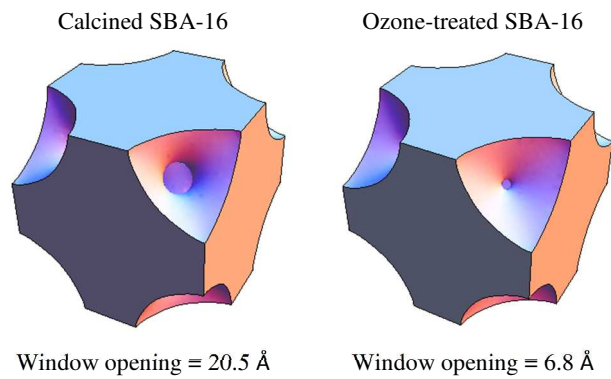 Calcined SBA-16
Ozone-treated SBA-16
Window opening = 20.5 Å
Window opening = 6.8 Å